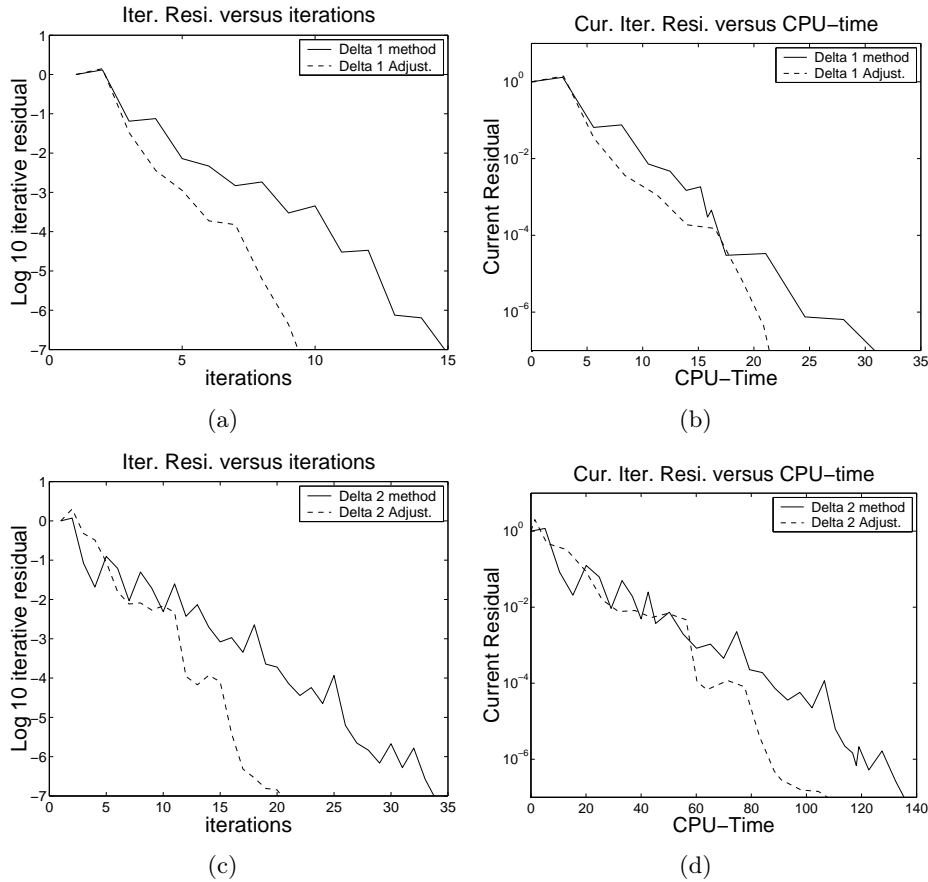 Iter. Resi. versus iterations
1
0
−1
−2
−3
−4
−5
−6
−7
0
5
10
15
Log 10 iterative residual
iterations
Delta 1 method
Delta 1 Adjust.
(a)
Cur. Iter. Resi. versus CPU−time
10^0
10^−2
10^−4
10^−6
0
5
10
15
20
25
30
35
Current Residual
CPU−Time
Delta 1 method
Delta 1 Adjust.
(b)
Iter. Resi. versus iterations
1
0
−1
−2
−3
−4
−5
−6
−7
0
5
10
15
20
25
30
35
Log 10 iterative residual
iterations
Delta 2 method
Delta 2 Adjust.
(c)
Cur. Iter. Resi. versus CPU−time
10^0
10^−2
10^−4
10^−6
0
20
40
60
80
100
120
140
Current Residual
CPU−Time
Delta 2 method
Delta 2 Adjust.
(d)